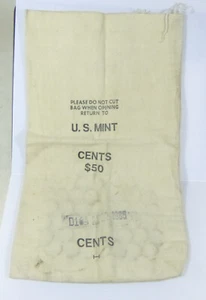 PLEASE DO NOT CUT
BAG WHEN OPENING
RETURN TO
U.S. MINT
CENTS
$50
CENTS